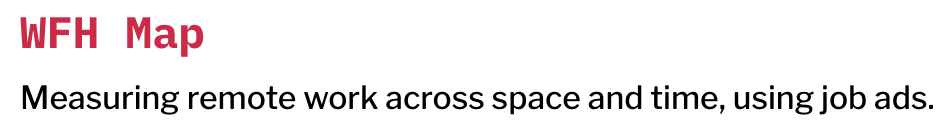 WFH Map
Measuring remote work across space and time, using job ads.